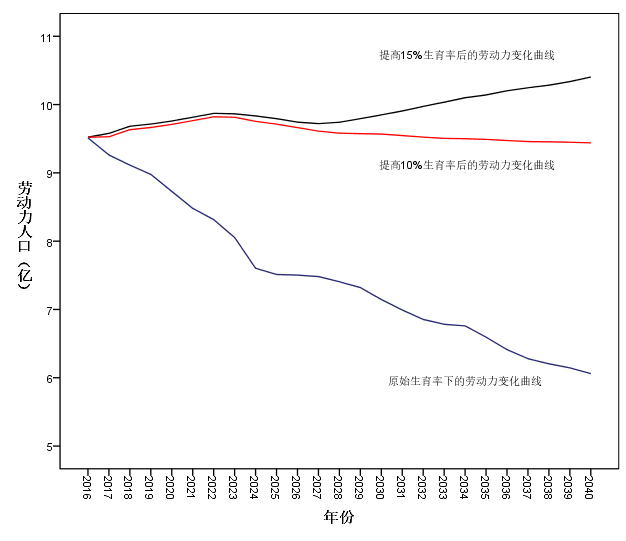 11
提高15%生育率后的劳动力变化曲线
10
提高10%生育率后的劳动力变化曲线
9
劳动力人口（亿）
8
7
6
原始生育率下的劳动力变化曲线
5
2016 2017 2018 2019 2020 2021 2022 2023 2024 2025 2026 2027 2028 2029 2030 2031 2032 2033 2034 2035 2036 2037 2038 2039 2040
年份